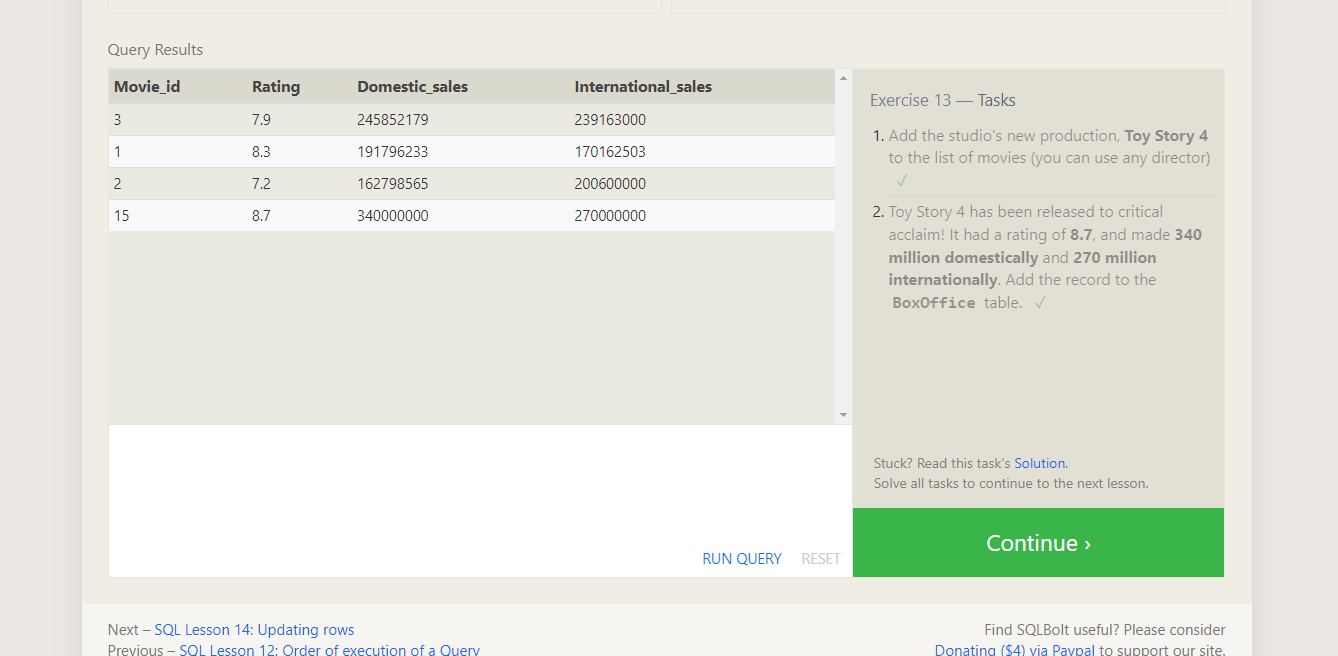 Query Results
Movie_id Rating Domestic_sales International_sales
3 7.9 245852179 239163000
1 8.3 191796233 170162503
2 7.2 162798565 200600000
15 8.7 340000000 270000000
RUN QUERY RESET
Exercise 13 — Tasks
1. Add the studio's new production, Toy Story 4
to the list of movies (you can use any director)
✓
2. Toy Story 4 has been released to critical
acclaim! It had a rating of 8.7, and made 340
million domestically and 270 million
internationally. Add the record to the
BoxOffice table. ✓
Stuck? Read this task's Solution.
Solve all tasks to continue to the next lesson.
Continue ›
Next – SQL Lesson 14: Updating rows
Previous – SQL Lesson 12: Order of execution of a Query
Find SQLBolt useful? Please consider
Donating ($4) via Paypal to support our site.